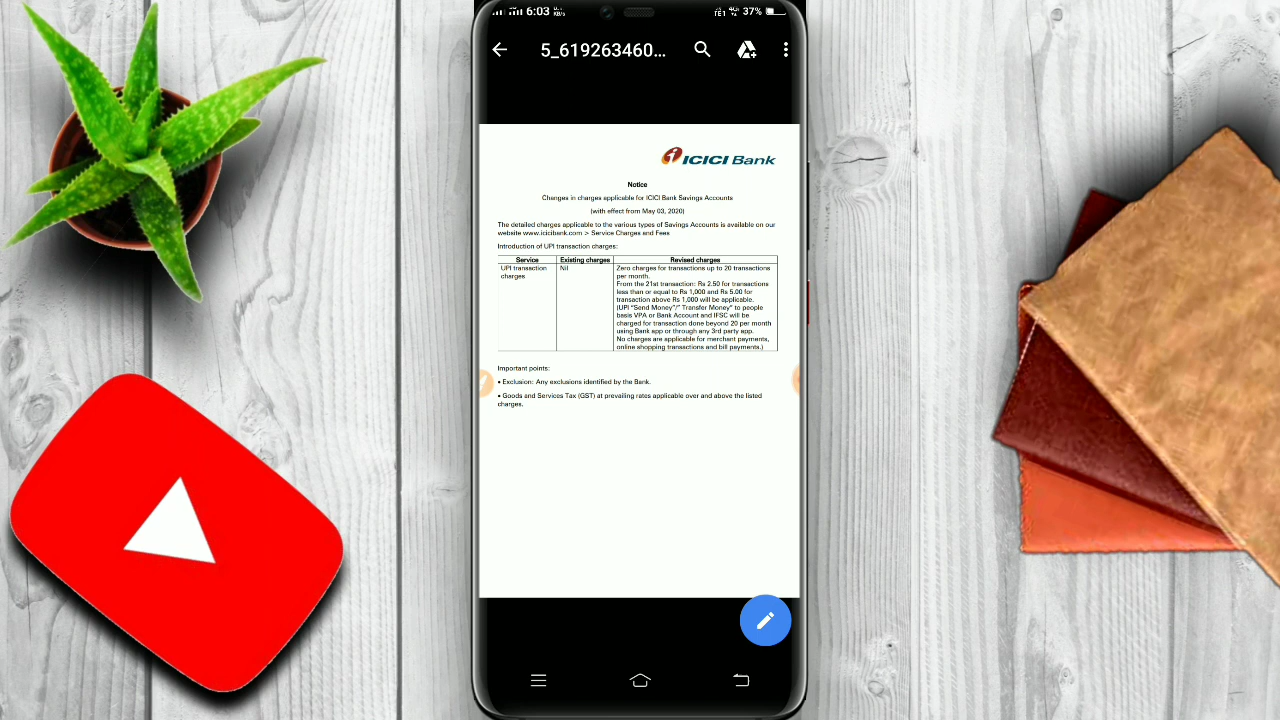 6:03
KB/s
37%
5_619263460...
ICICI Bank
Notice
Changes in charges applicable for ICICI Bank Savings Accounts
(with effect from May 03, 2020)
The detailed charges applicable to the various types of Savings Accounts is available on our
website www.icicibank.com > Service Charges and Fees
Introduction of UPI transaction charges:
Service Existing charges Revised charges
UPI transaction Nil Zero charges for transactions up to 20 transactions
charges per month.
From the 21st transaction: Rs 2.50 for transactions
less than or equal to Rs 1,000 and Rs 5.00 for
transaction above Rs 1,000 will be applicable.
(UPI "Send Money"/" Transfer Money" to people
basis VPA or Bank Account and IFSC will be
charged for transaction done beyond 20 per month
using Bank app or through any 3rd party app.
No charges are applicable for merchant payments,
online shopping transactions and bill payments.)
Important points:
• Exclusion: Any exclusions identified by the Bank.
• Goods and Services Tax (GST) at prevailing rates applicable over and above the listed
charges.